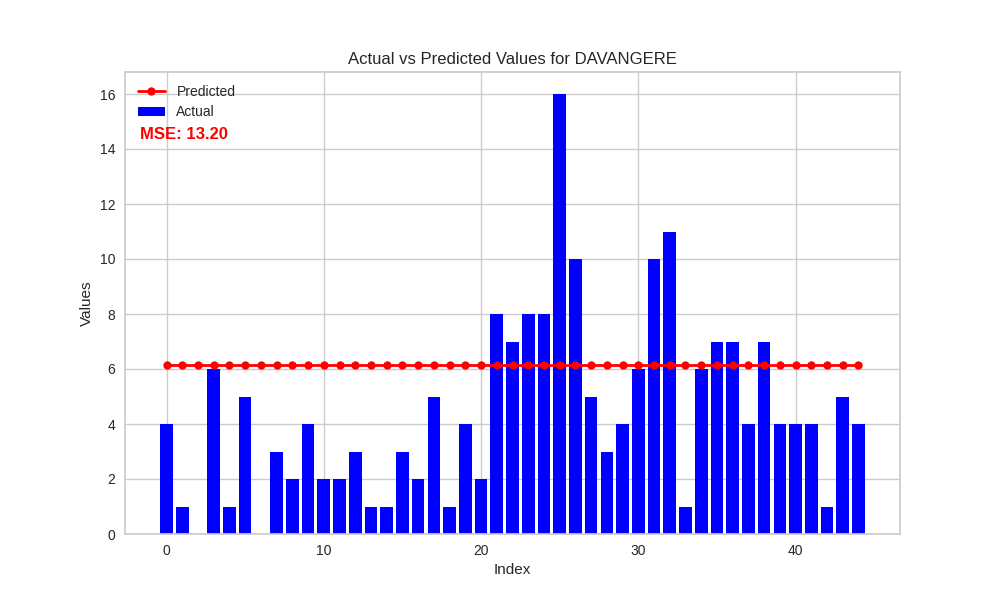 Actual vs Predicted Values for DAVANGERE
Predicted
Actual
MSE: 13.20
Values
16
14
12
10
8
6
4
2
0
0 10 20 30 40
Index